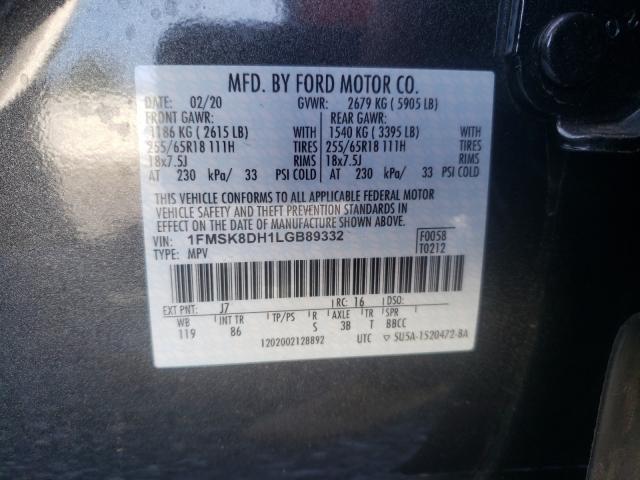 MFD. BY FORD MOTOR CO.
DATE: 02/20 GVWR: 2679 KG ( 5905 LB)
FRONT GAWR: REAR GAWR:
1186 KG ( 2615 LB) WITH 1540 KG ( 3395 LB) WITH
255/65R18 111H TIRES 255/65R18 111H TIRES
18x7.5J RIMS 18x7.5J RIMS
AT 230 kPa/ 33 PSI COLD AT 230 kPa/ 33 PSI COLD
THIS VEHICLE CONFORMS TO ALL APPLICABLE FEDERAL MOTOR
VEHICLE SAFETY AND THEFT PREVENTION STANDARDS IN
EFFECT ON THE DATE OF MANUFACTURE SHOWN ABOVE.
VIN: 1FMSK8DH1LGB89332 F0058
TYPE: MPV T0212
EXT PNT: J7 RC: 16 DSO:
WB INT TR TP/PS R AXLE TR SPR
119 86 S 3B T BBCC
1202002128892 UTC ▽ SU5A-1520472-BA